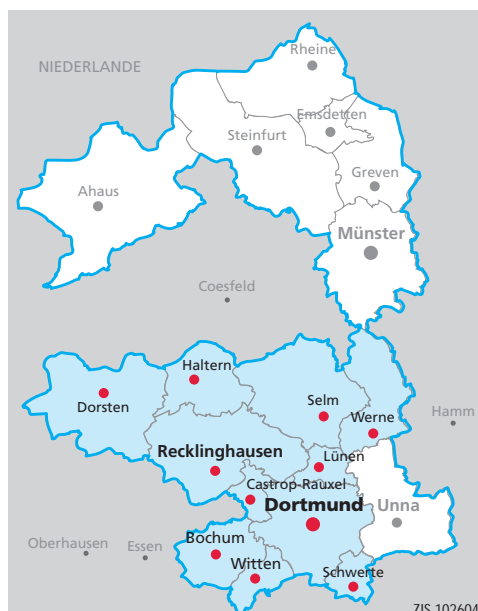 Rheine
NIEDERLANDE
Emsdetten
Steinfurt
Greven
Ahaus
Münster
Coesfeld
Haltern
Dorsten
Selm
Werne
Hamm
Recklinghausen
Lünen
Castrop-Rauxel
Dortmund
Unna
Bochum
Oberhausen
Essen
Witten
Schwerte
ZIS 102604